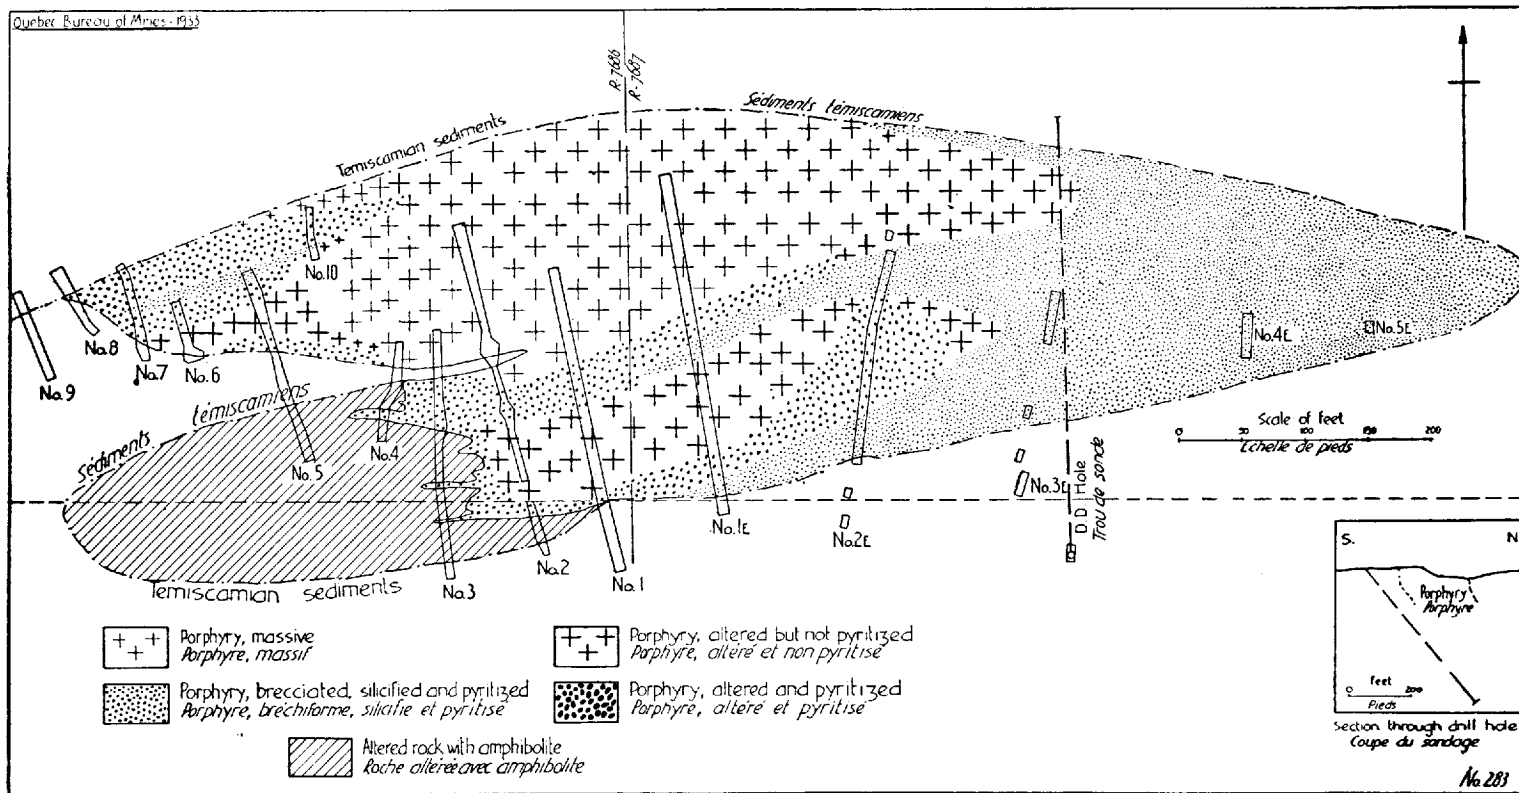 Quebec Bureau of Mines - 1933
R-7686
R-7687
Temiscamian sediments
Sédiments témiscamiens
No.10
No.9
No.8
No.7
No.6
No.5
No.4
No.3
No.2
No.1
No.1E
No.2E
No.3E
No.4E
No.5E
Sédiments témiscamiens
Temiscamian sediments
D.D. Hole
Trou de sonde
Scale of feet
0 50 100 150 200
Echelle de pieds
Porphyry, massive
Porphyre, massif
Porphyry, altered but not pyritized
Porphyre, altéré et non pyritisé
Porphyry, brecciated, silicified and pyritized
Porphyre, bréchiforme, silicifie et pyritisé
Porphyry, altered and pyritized
Porphyre, altéré et pyritisé
Altered rock with amphibolite
Roche altérée avec amphibolite
S. N
Porphyry
Porphyre
feet
0 200
Pieds
Section through drill hole
Coupe du sondage
No.283